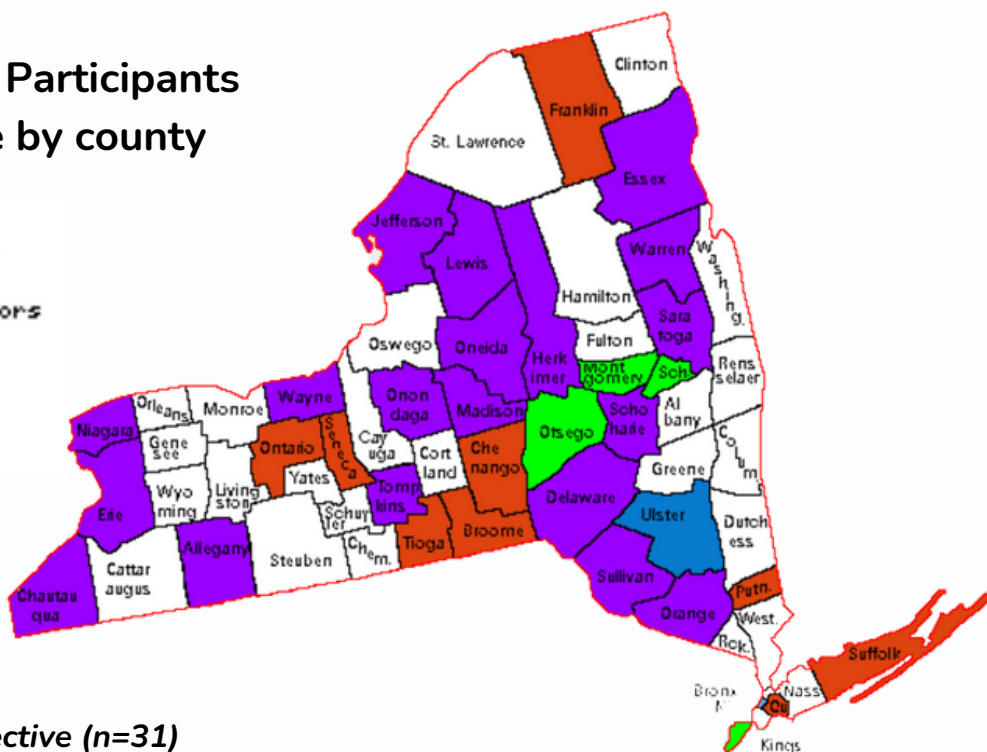 Participants
by county
ors
Clinton
Franklin
St. Lawrence
Essex
Jefferson
Lewis
Warren
Washing.
Hamilton
Sara
toga
Oswego
Oneida
Fulton
Herk
imer
Mont
gomery
Sch.
Rens
selaer
Orleans
Monroe
Wayne
Onon
daga
Madison
Otsego
Scho
harie
Al
bany
Niagara
Gene
see
Ontario
Seneca
Cay
uga
Cort
land
Che
nango
Colum.
Yates
Greene
Wyo
ming
Living
ston
Tomp
kins
Delaware
Erie
Schuy
ler
Ulster
Dutch
ess
Allegany
Steuben
Chem.
Tioga
Broome
Cattar
augus
Sullivan
Putn.
Chautau
qua
Orange
West.
Rok.
Suffolk
Bronx
Nass
Qu
Kings
ective (n=31)